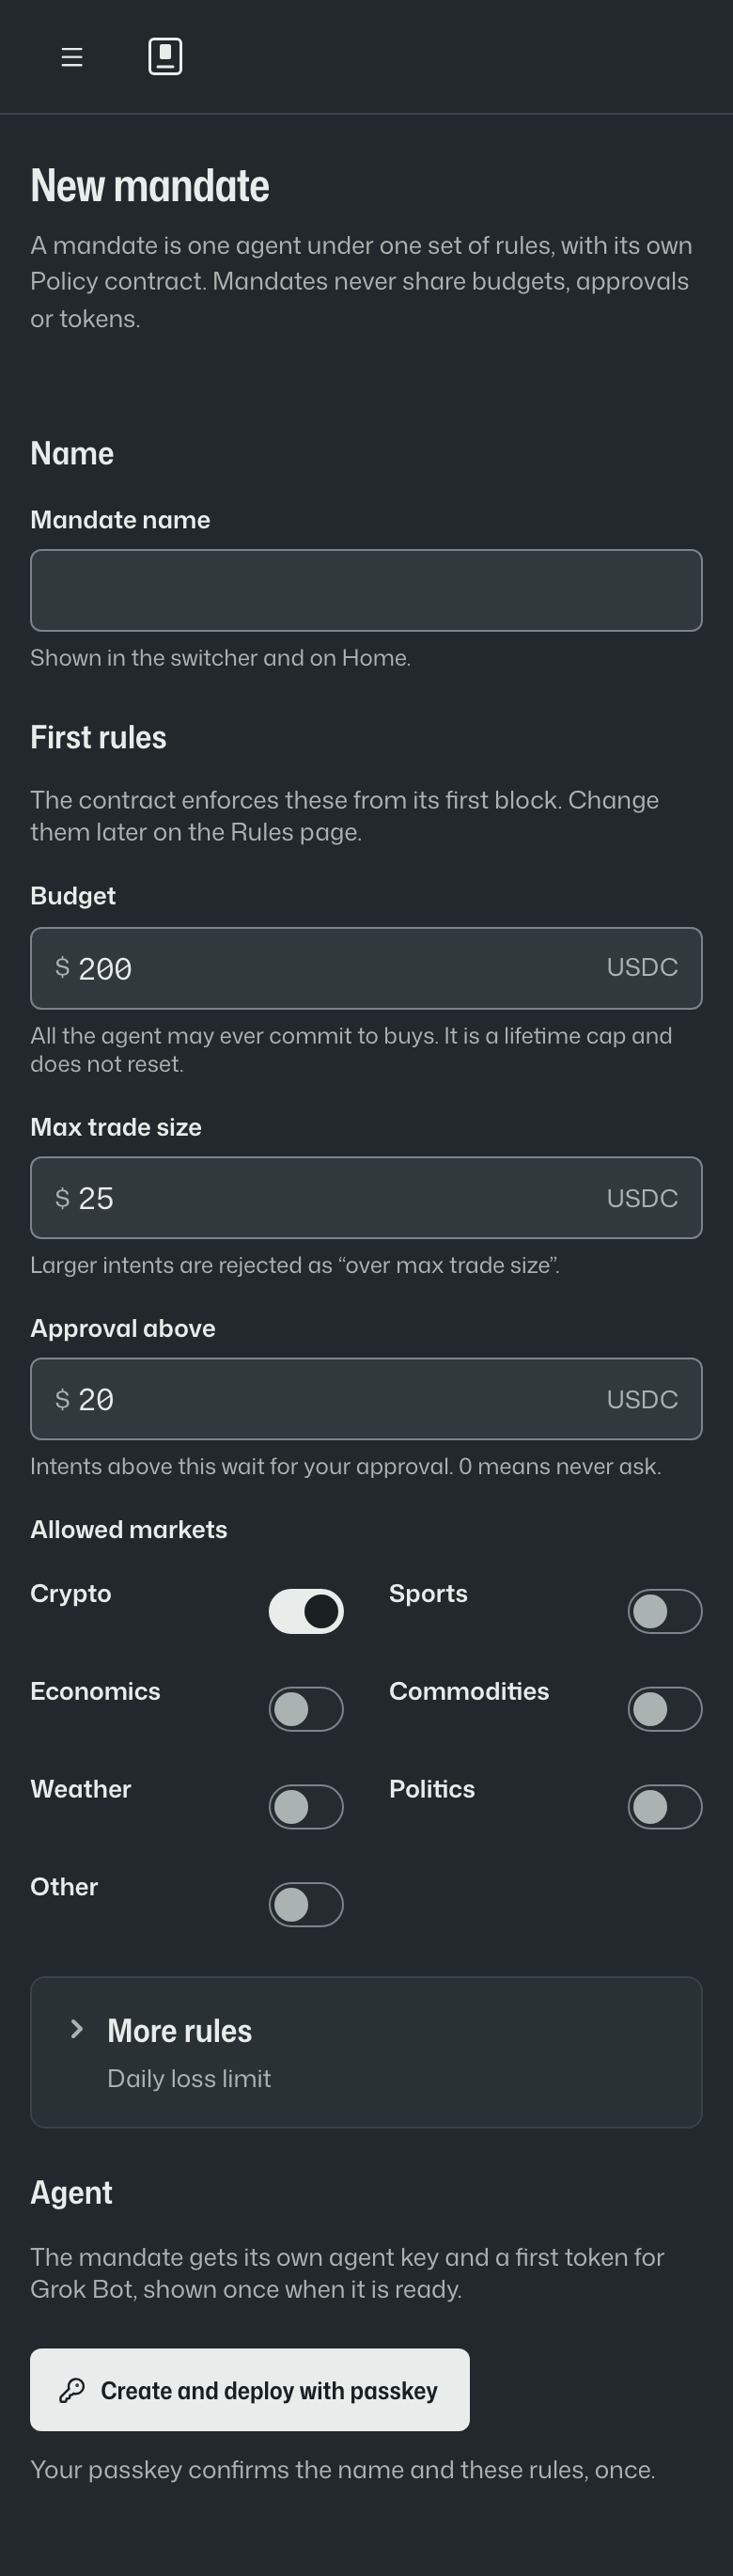 New mandate
A mandate is one agent under one set of rules, with its own
Policy contract. Mandates never share budgets, approvals
or tokens.
Name
Mandate name
Shown in the switcher and on Home.
First rules
The contract enforces these from its first block. Change
them later on the Rules page.
Budget
$ 200 USDC
All the agent may ever commit to buys. It is a lifetime cap and
does not reset.
Max trade size
$ 25 USDC
Larger intents are rejected as “over max trade size”.
Approval above
$ 20 USDC
Intents above this wait for your approval. 0 means never ask.
Allowed markets
Crypto Sports
Economics Commodities
Weather Politics
Other
More rules
Daily loss limit
Agent
The mandate gets its own agent key and a first token for
Grok Bot, shown once when it is ready.
Create and deploy with passkey
Your passkey confirms the name and these rules, once.